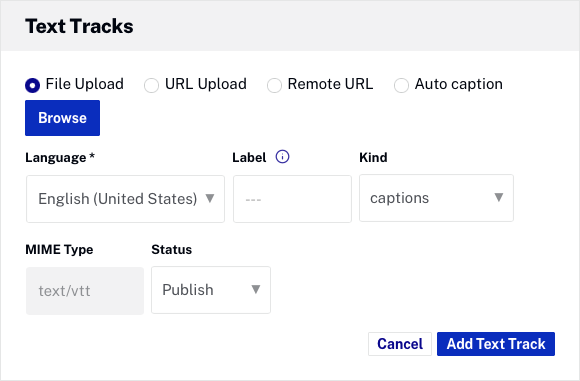 Text Tracks
File Upload URL Upload Remote URL Auto caption
Browse
Language * Label Kind
English (United States) --- captions
MIME Type Status
text/vtt Publish
Cancel Add Text Track